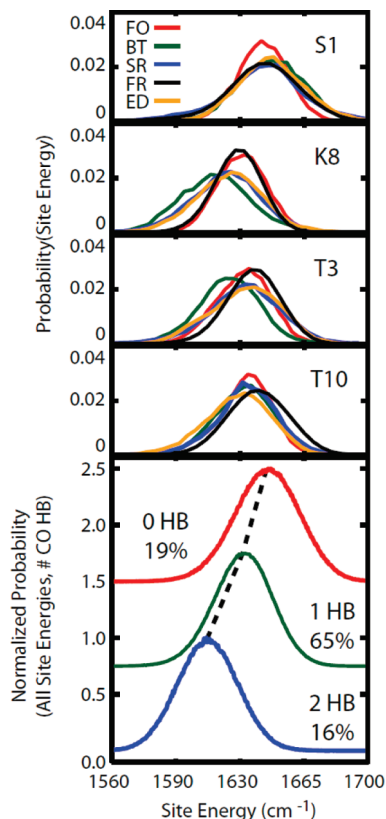 0.04
FO
BT
SR
FR
ED
S1
0.02
0
0.04
K8
0.02
0
Probability(Site Energy)
0.04
T3
0.02
0
0.04
T10
0.02
0
Normalized Probability
(All Site Energies, # CO HB)
2.5
2.0
1.5
1.0
0.5
0.0
0 HB
19%
1 HB
65%
2 HB
16%
1560 1590 1630 1665 1700
Site Energy (cm -1)